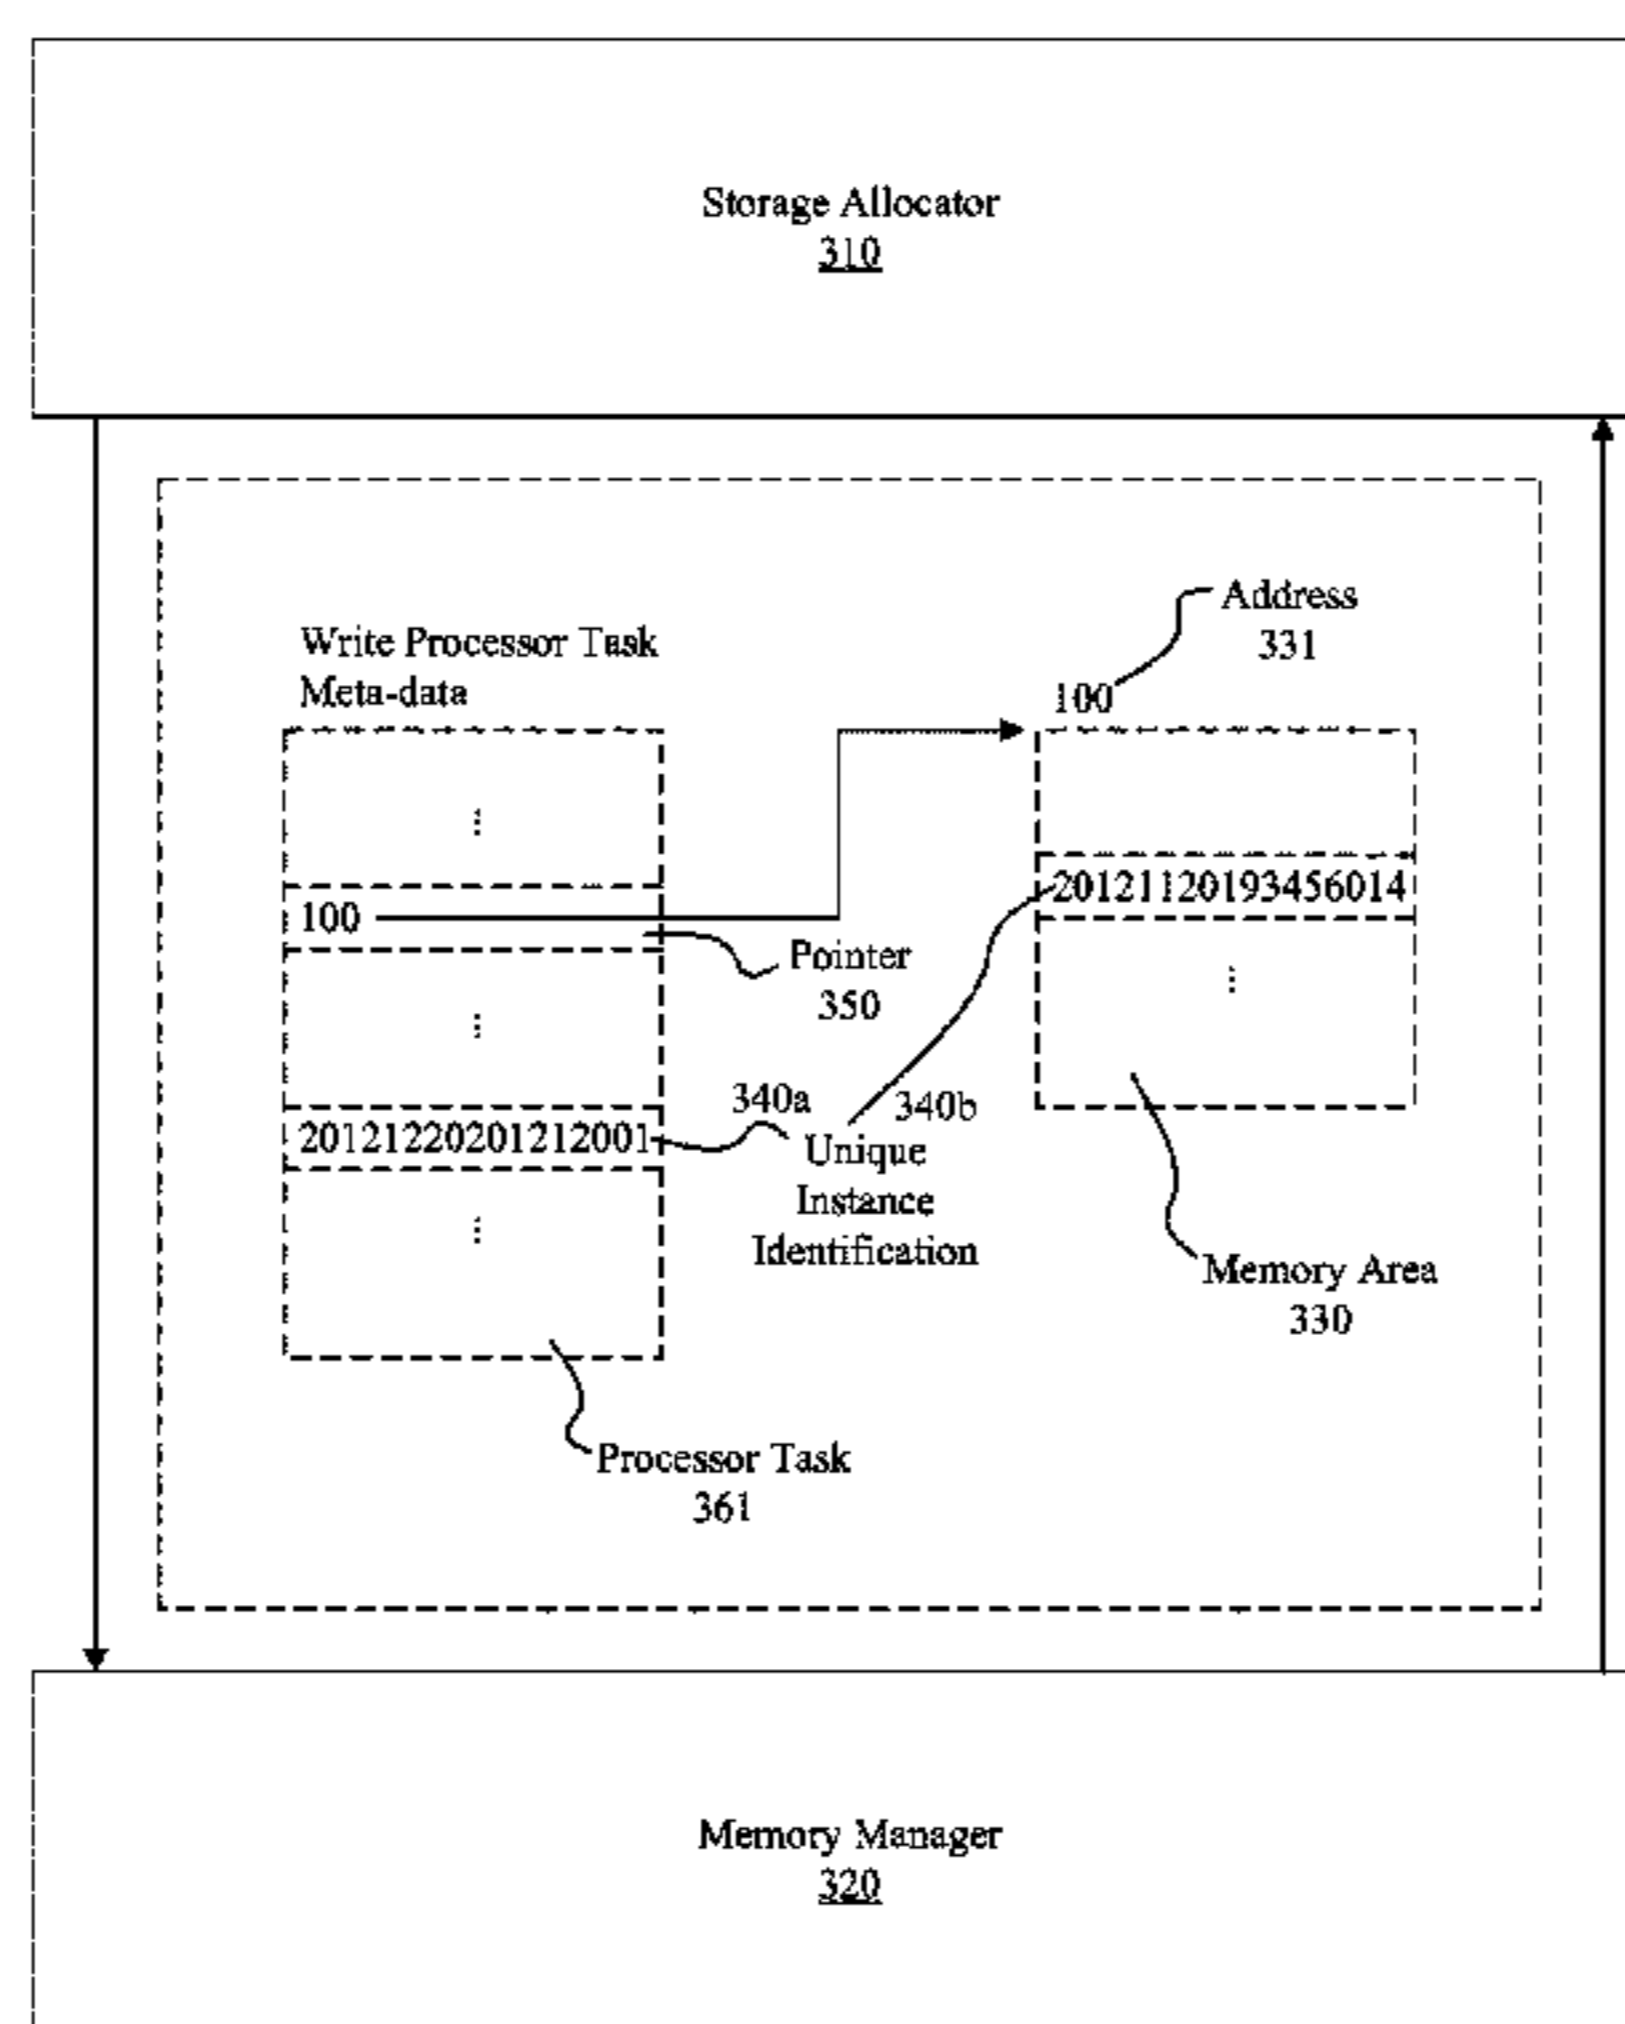 Storage Allocator
310
Address
331
Write Processor Task
Meta-data
100
100
20121120193456014
Pointer
350
340a
340b
20121220201212001
Unique
Instance
Identification
Memory Area
330
Processor Task
361
Memory Manager
320